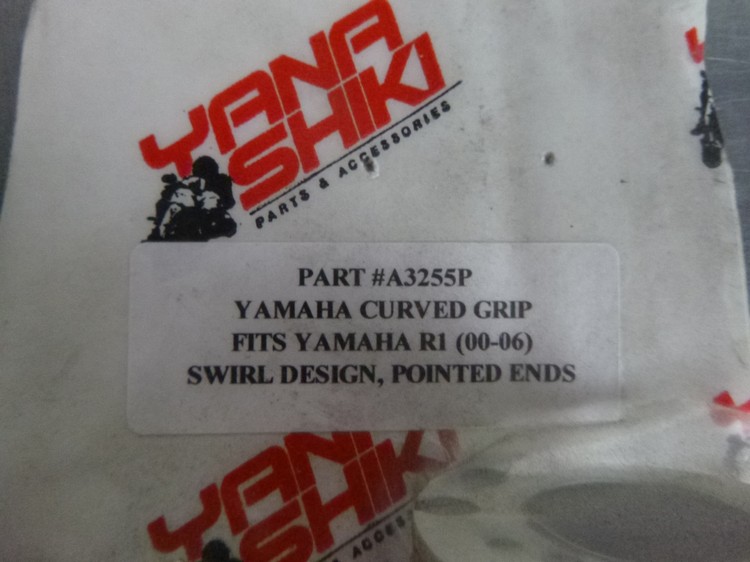 YANA
SHIKI
PARTS & ACCESSORIES
PART #A3255P
YAMAHA CURVED GRIP
FITS YAMAHA R1 (00-06)
SWIRL DESIGN, POINTED ENDS
YANA
SHIKI
& ACCES